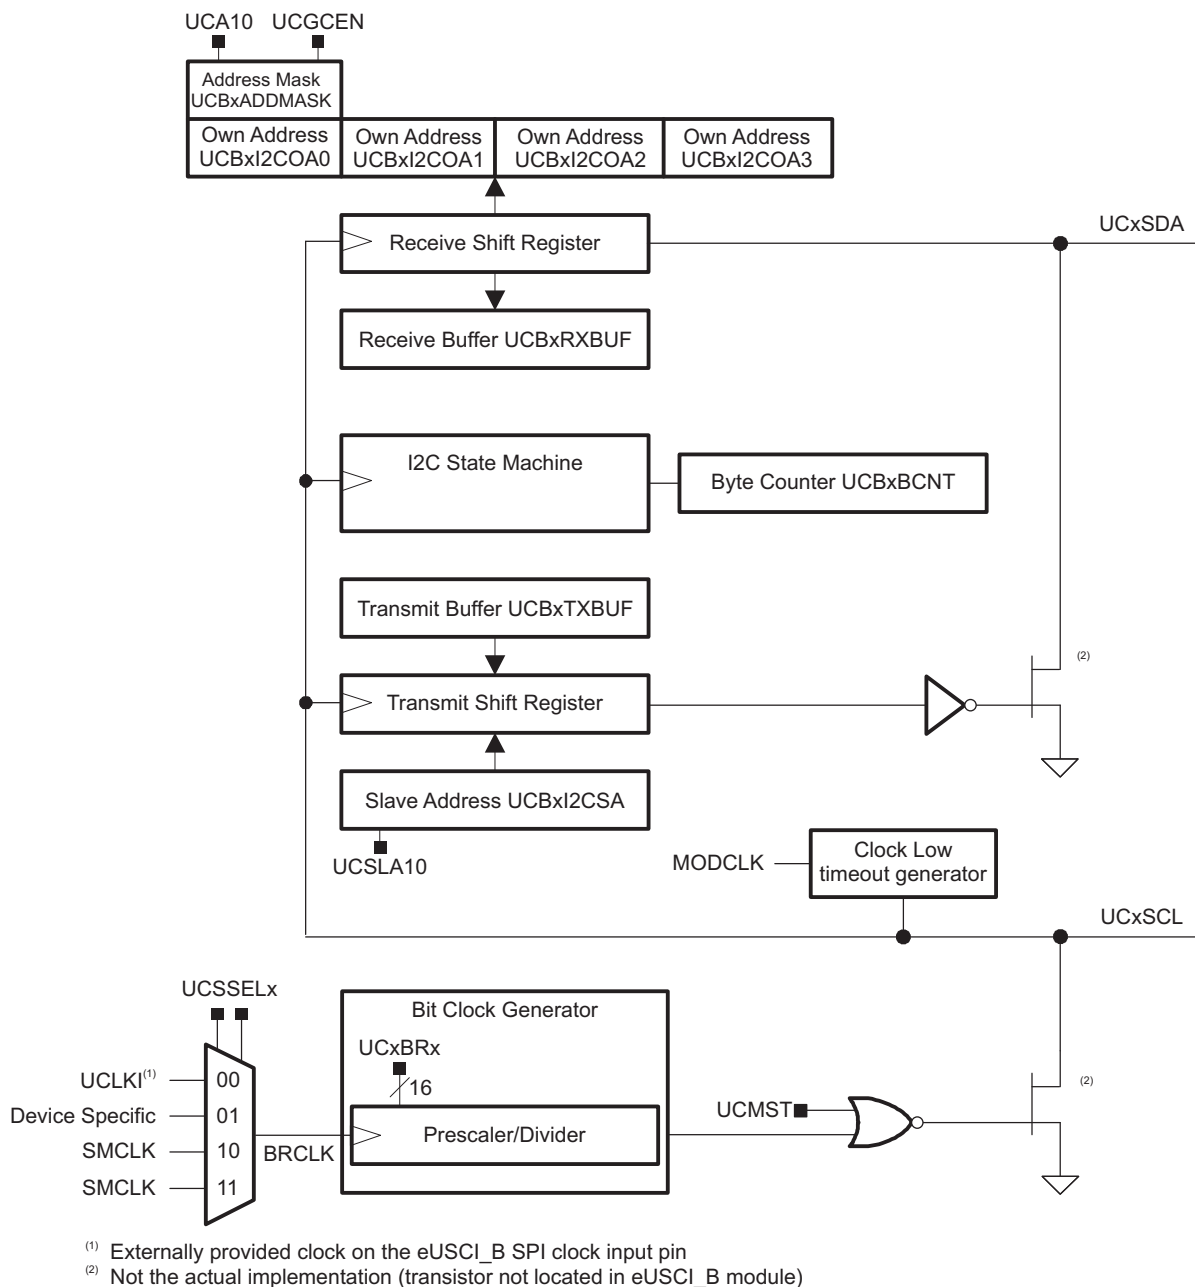 UCA10 UCGCEN
Address Mask
UCBxADDMASK
Own Address
UCBxI2COA0
Own Address
UCBxI2COA1
Own Address
UCBxI2COA2
Own Address
UCBxI2COA3
Receive Shift Register
UCxSDA
Receive Buffer UCBxRXBUF
I2C State Machine
Byte Counter UCBxBCNT
Transmit Buffer UCBxTXBUF
(2)
Transmit Shift Register
Slave Address UCBxI2CSA
UCSLA10
MODCLK
Clock Low
timeout generator
UCxSCL
UCSSELx
Bit Clock Generator
UCxBRx
16
UCLKI(1) 00
Device Specific 01
SMCLK 10
SMCLK 11
BRCLK
Prescaler/Divider
UCMST
(2)
(1) Externally provided clock on the eUSCI_B SPI clock input pin
(2) Not the actual implementation (transistor not located in eUSCI_B module)